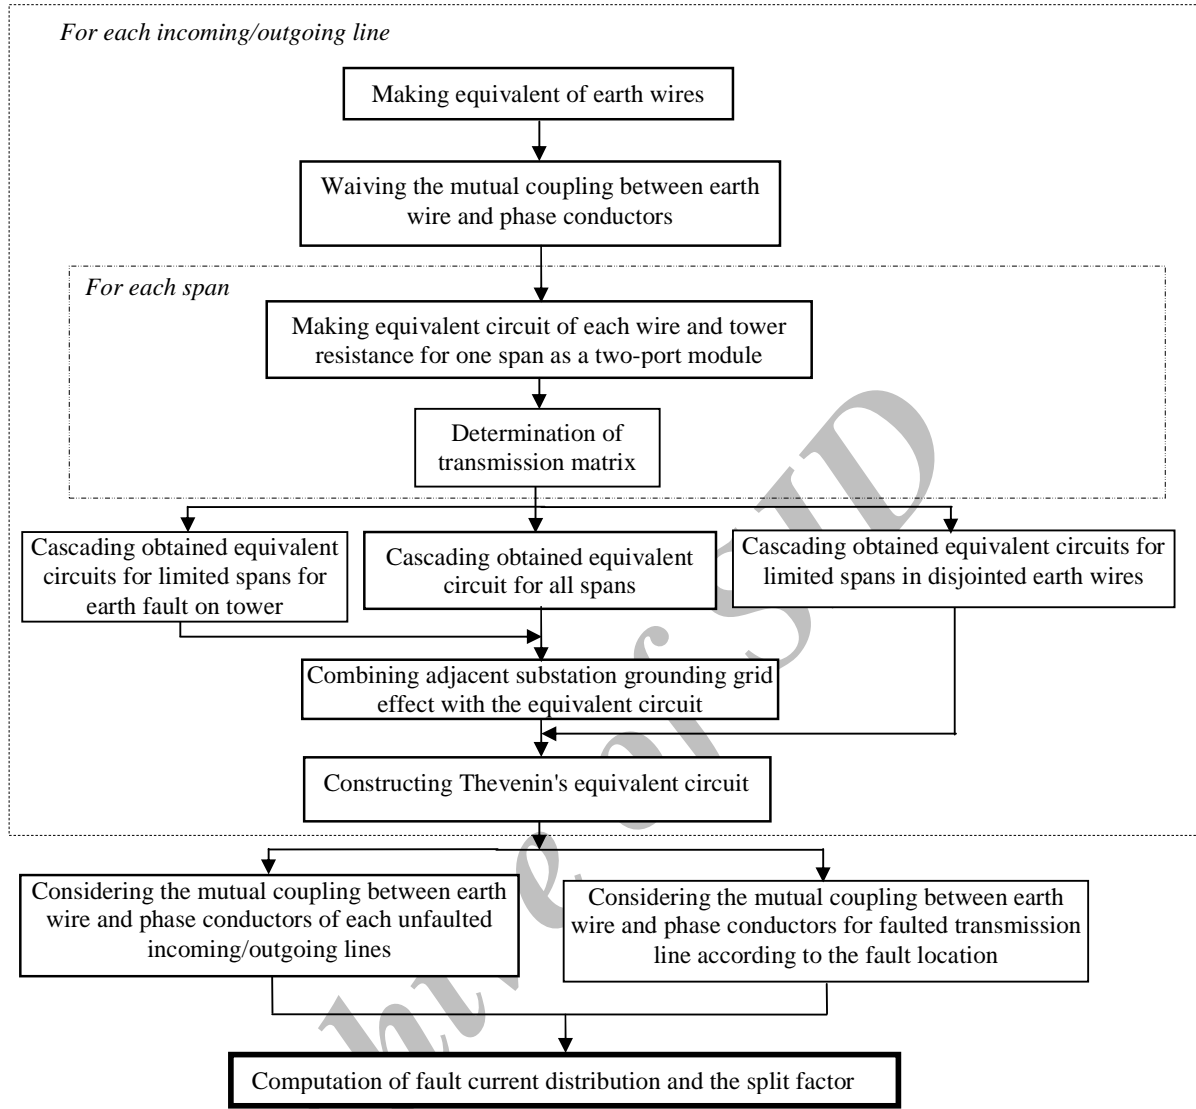 For each incoming/outgoing line
Making equivalent of earth wires
Waiving the mutual coupling between earth
wire and phase conductors
For each span
Making equivalent circuit of each wire and tower
resistance for one span as a two-port module
Determination of
transmission matrix
Cascading obtained equivalent
circuits for limited spans for
earth fault on tower
Cascading obtained equivalent
circuit for all spans
Cascading obtained equivalent circuits for
limited spans in disjointed earth wires
Combining adjacent substation grounding grid
effect with the equivalent circuit
Constructing Thevenin's equivalent circuit
Considering the mutual coupling between earth
wire and phase conductors of each unfaulted
incoming/outgoing lines
Considering the mutual coupling between earth
wire and phase conductors for faulted transmission
line according to the fault location
Computation of fault current distribution and the split factor
hive of SID